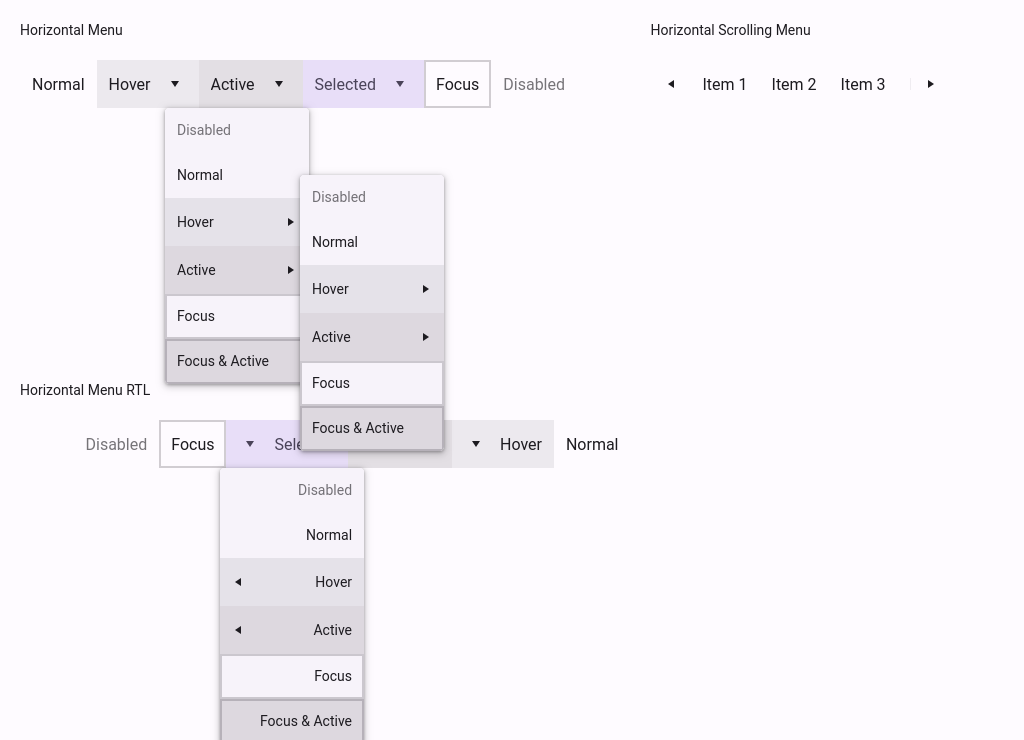 Horizontal Menu
Horizontal Scrolling Menu
Normal Hover Active Selected Focus Disabled
Item 1 Item 2 Item 3
Disabled
Normal
Hover
Active
Focus
Focus & Active
Disabled
Normal
Hover
Active
Focus
Focus & Active
Horizontal Menu RTL
Disabled Focus Sele Hover Normal
Disabled
Normal
Hover
Active
Focus
Focus & Active